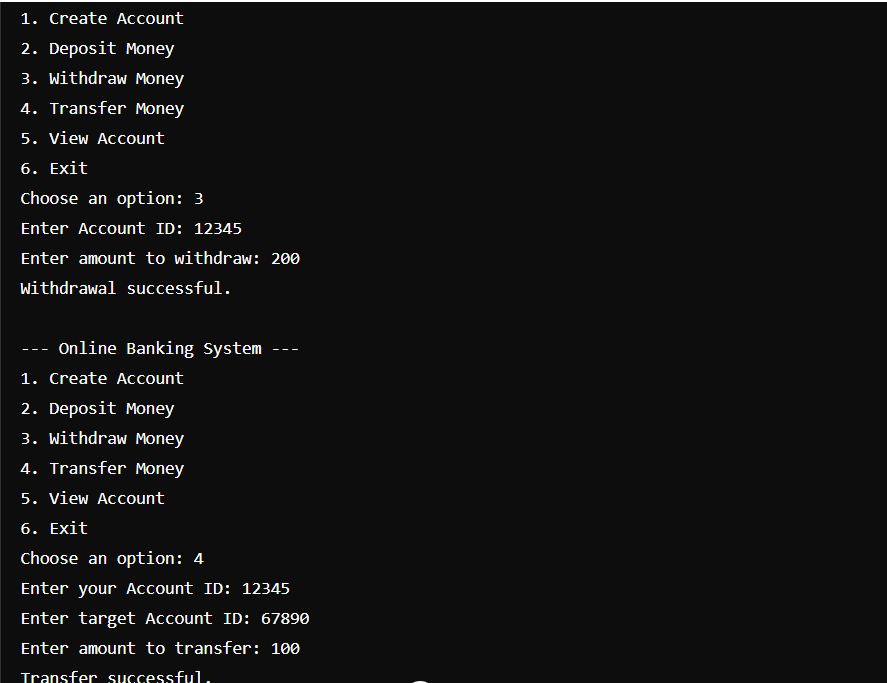 1. Create Account
2. Deposit Money
3. Withdraw Money
4. Transfer Money
5. View Account
6. Exit
Choose an option: 3
Enter Account ID: 12345
Enter amount to withdraw: 200
Withdrawal successful.
--- Online Banking System ---
1. Create Account
2. Deposit Money
3. Withdraw Money
4. Transfer Money
5. View Account
6. Exit
Choose an option: 4
Enter your Account ID: 12345
Enter target Account ID: 67890
Enter amount to transfer: 100
Transfer successful.